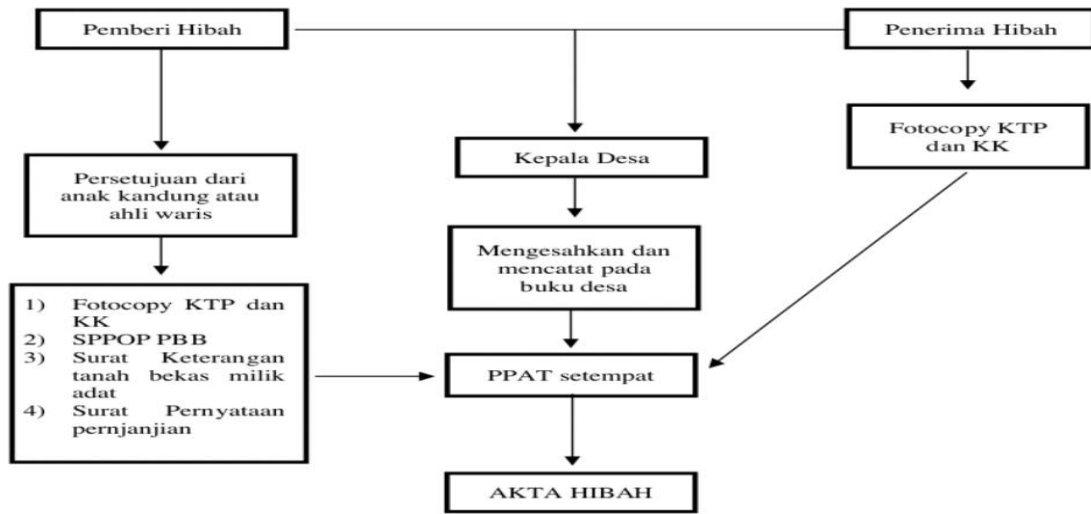 Pemberi Hibah
Penerima Hibah
Fotocopy KTP
dan KK
Kepala Desa
Persetujuan dari
anak kandung atau
ahli waris
Mengesahkan dan
mencatat pada
buku desa
1) Fotocopy KTP dan
KK
2) SPPOP PBB
3) Surat Keterangan
tanah bekas milik
adat
4) Surat Pernyataan
pernjanjian
PPAT setempat
AKTA HIBAH